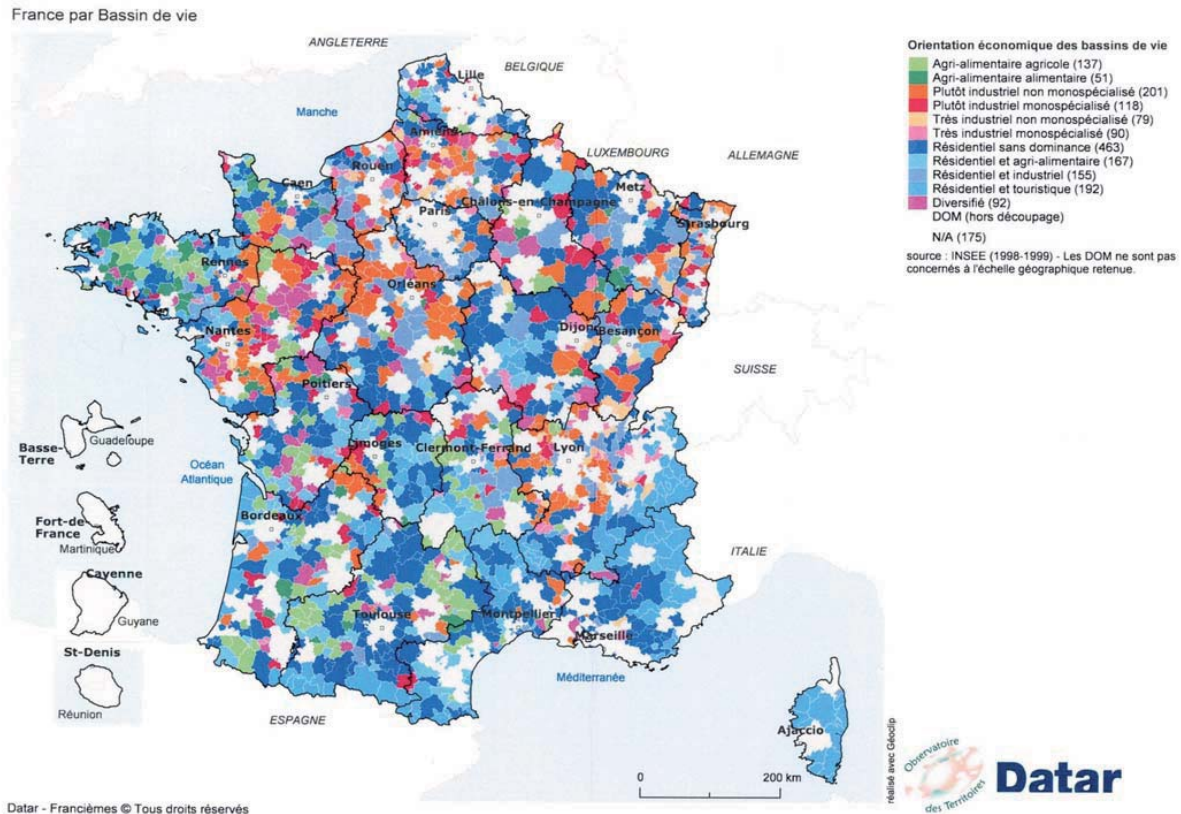 France par Bassin de vie
ANGLETERRE
BELGIQUE
Lille
Manche
Amiens
LUXEMBOURG
ALLEMAGNE
Rouen
Caen
Metz
Châlons-en-Champagne
Paris
Strasbourg
Rennes
Orléans
Nantes
Dijon
Besançon
SUISSE
Poitiers
Limoges
Clermont-Ferrand
Lyon
Océan
Atlantique
Bordeaux
ITALIE
Toulouse
Montpellier
Marseille
Méditerranée
ESPAGNE
Ajaccio
Basse-
Terre
Guadeloupe
Fort-de
France
Martinique
Cayenne
Guyane
St-Denis
Réunion
0 200 km
Orientation économique des bassins de vie
Agri-alimentaire agricole (137)
Agri-alimentaire alimentaire (51)
Plutôt industriel non monospécialisé (201)
Plutôt industriel monospécialisé (118)
Très industriel non monospécialisé (79)
Très industriel monospécialisé (90)
Résidentiel sans dominance (463)
Résidentiel et agri-alimentaire (167)
Résidentiel et industriel (155)
Résidentiel et touristique (192)
Diversifié (92)
DOM (hors découpage)
N/A (175)
source : INSEE (1998-1999) - Les DOM ne sont pas
concernés à l'échelle géographique retenue.
réalisé avec Géoclip
Observatoire
des Territoires
Datar
Datar - Francièmes © Tous droits réservés